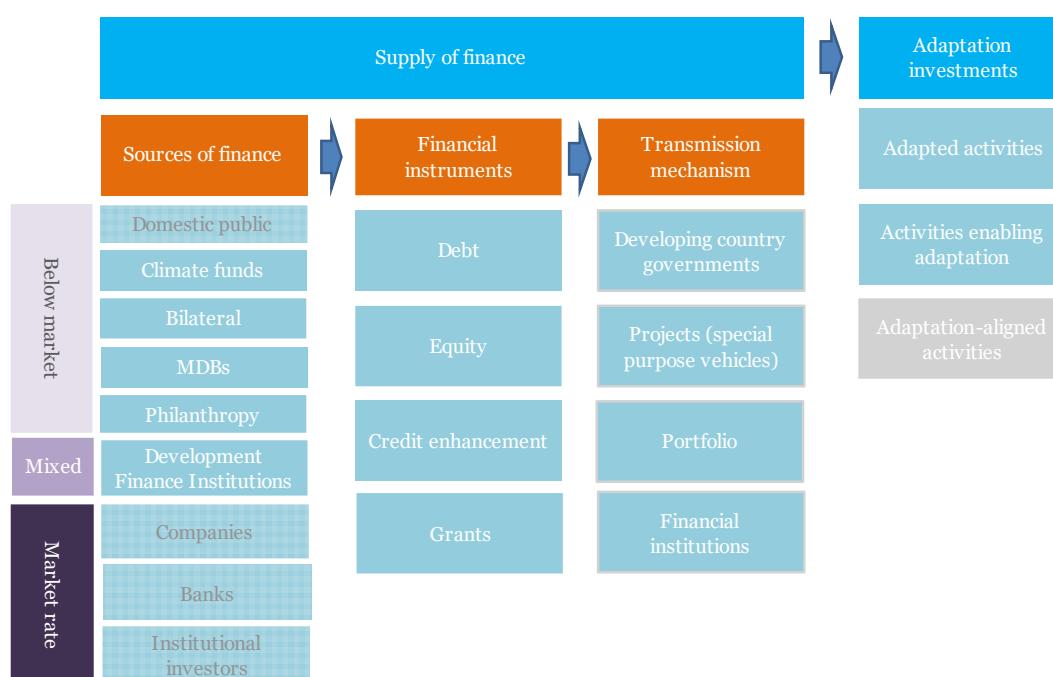 Supply of finance
Adaptation
investments
Sources of finance
Financial
instruments
Transmission
mechanism
Adapted activities
Activities enabling
adaptation
Adaptation-aligned
activities
Below market
Domestic public
Climate funds
Bilateral
MDBs
Philanthropy
Mixed
Development
Finance Institutions
Market rate
Companies
Banks
Institutional
investors
Debt
Equity
Credit enhancement
Grants
Developing country
governments
Projects (special
purpose vehicles)
Portfolio
Financial
institutions